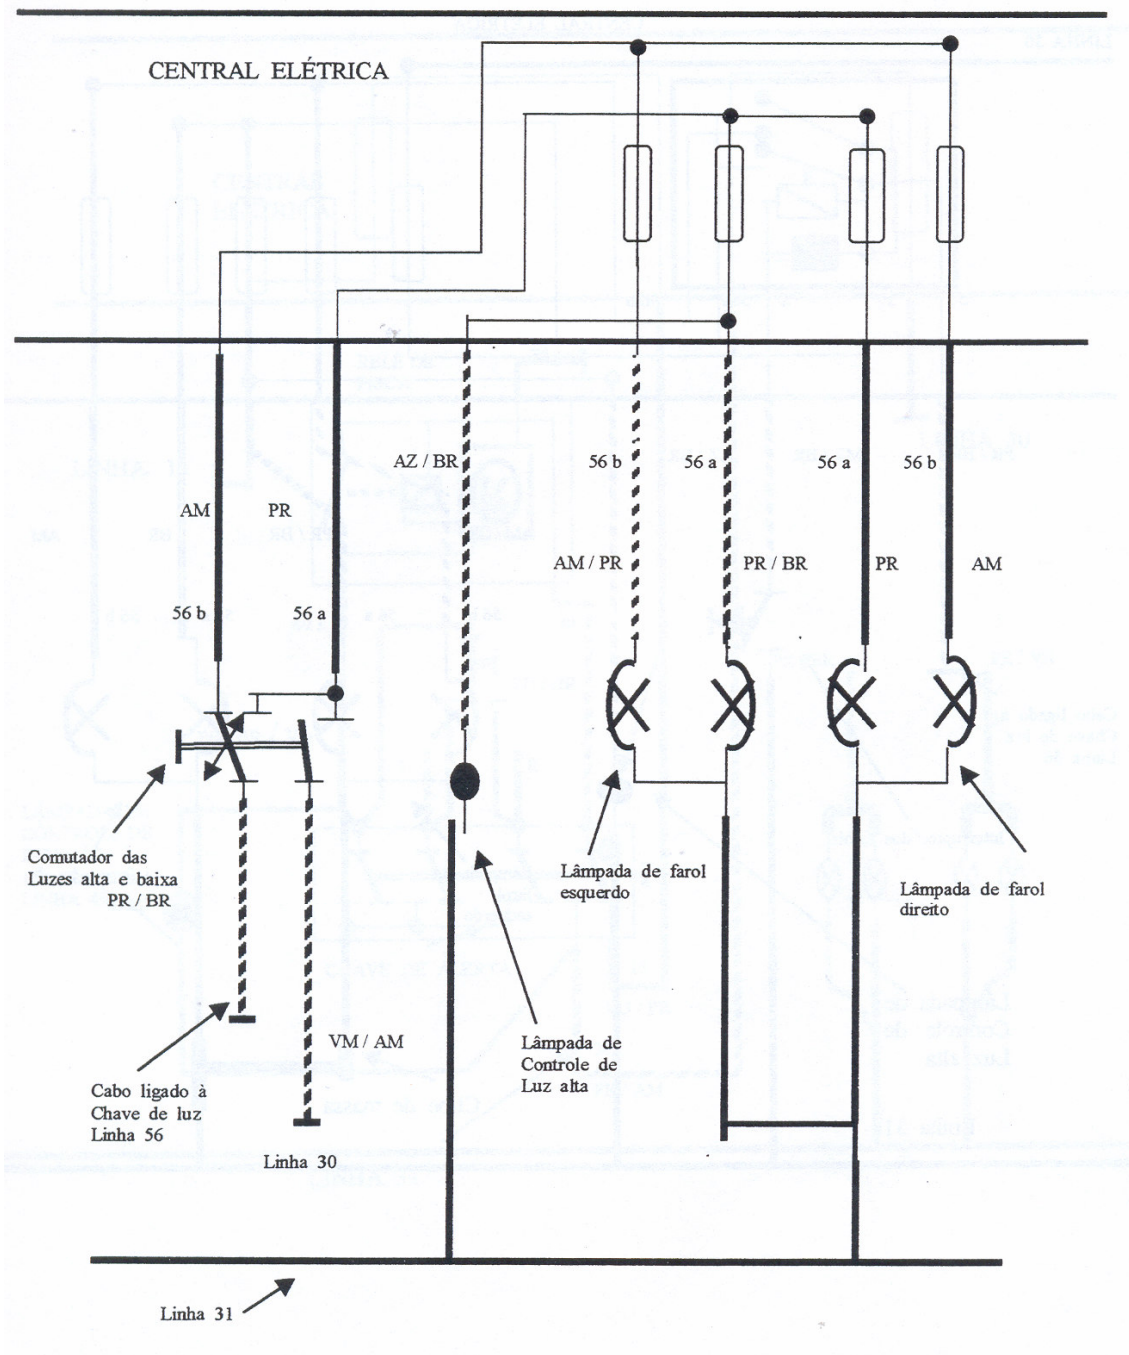 CENTRAL ELÉTRICA
AZ / BR
56 b
56 a
56 a
56 b
AM
PR
AM / PR
PR / BR
PR
AM
56 b
56 a
Comutador das
Luzes alta e baixa
PR / BR
Lâmpada de farol
esquerdo
Lâmpada de farol
direito
VM / AM
Lâmpada de
Controle de
Luz alta
Cabo ligado à
Chave de luz
Linha 56
Linha 30
Linha 31